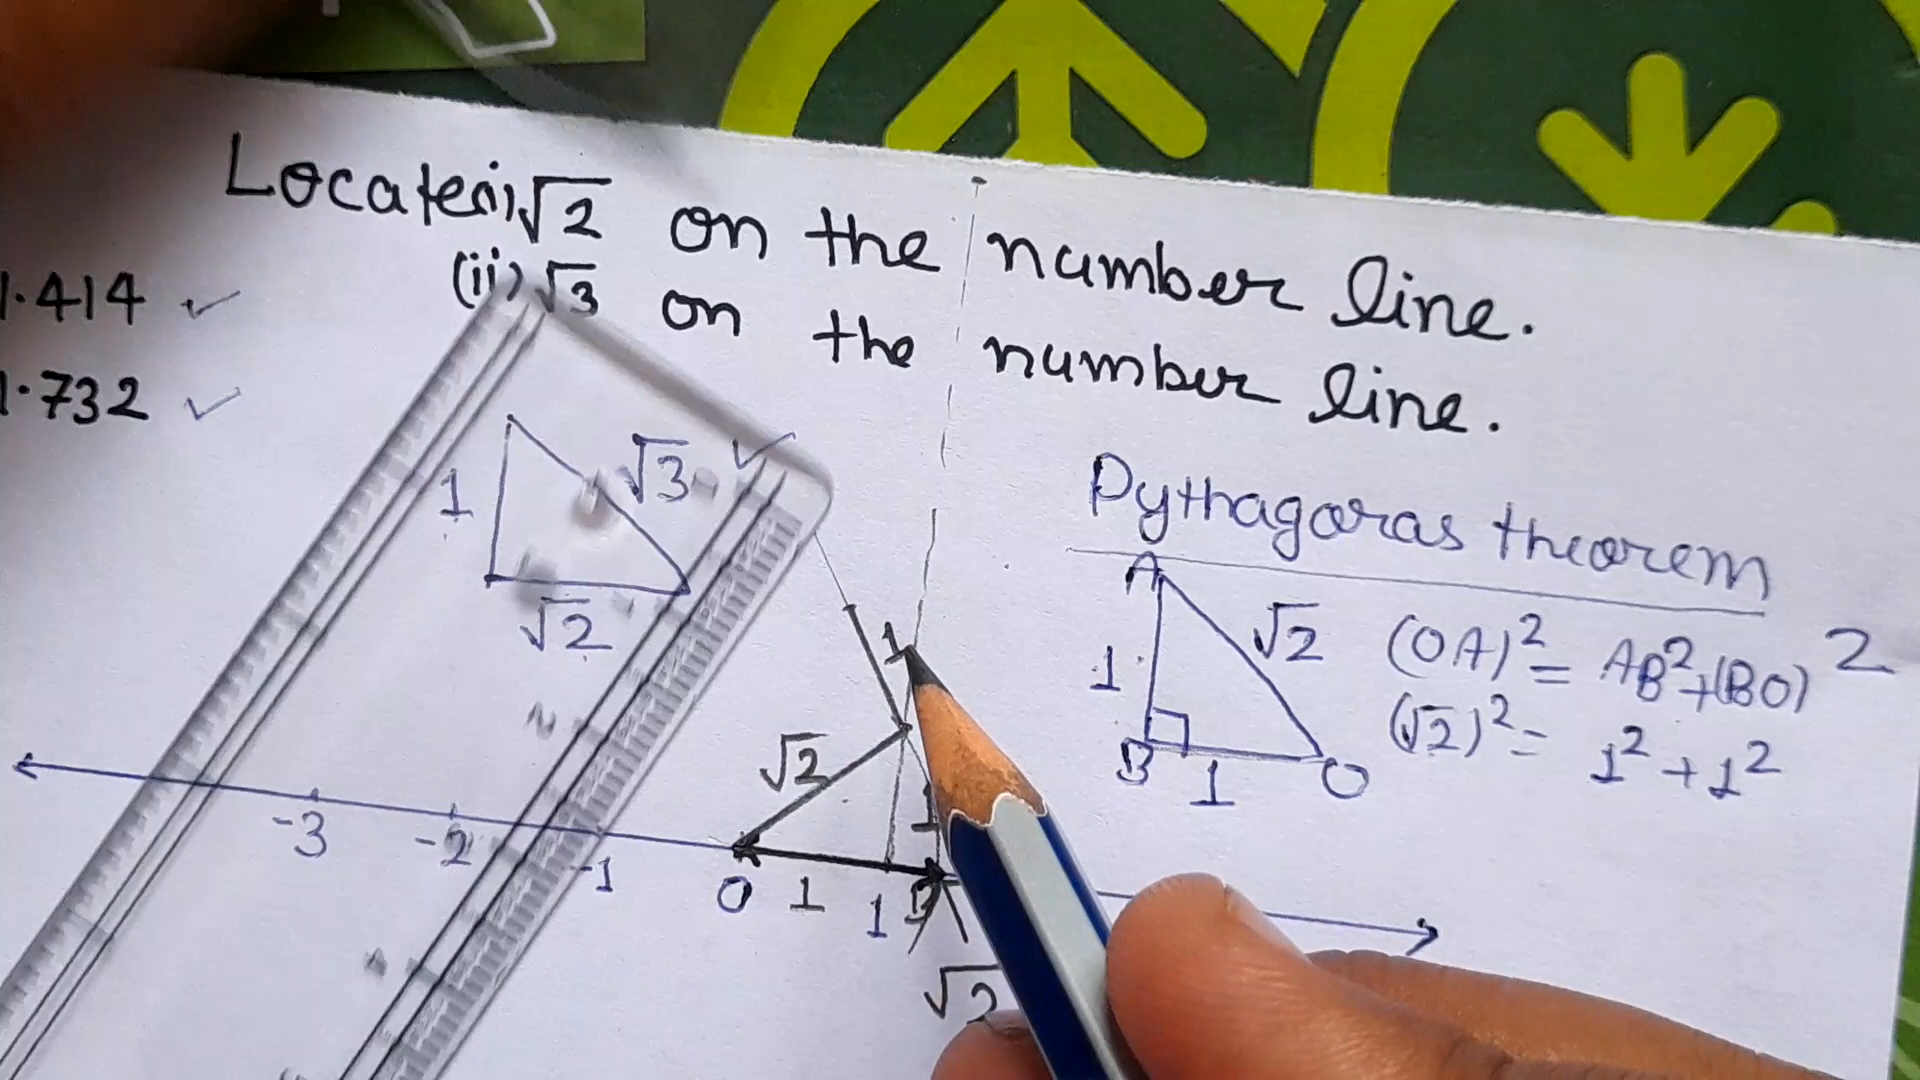 Locate(i) √2 on the number line.
(ii) √3 on the number line.
1.414 ✓
1.732 ✓
1 √3 ✓
√2
Pythagoras theorem
A
1 √2
B 1 O
(OA)² = AB² + (BO)²
(√2)² = 1² + 1²
1
√2
1
-3 -2 -1 0 1 1
√2